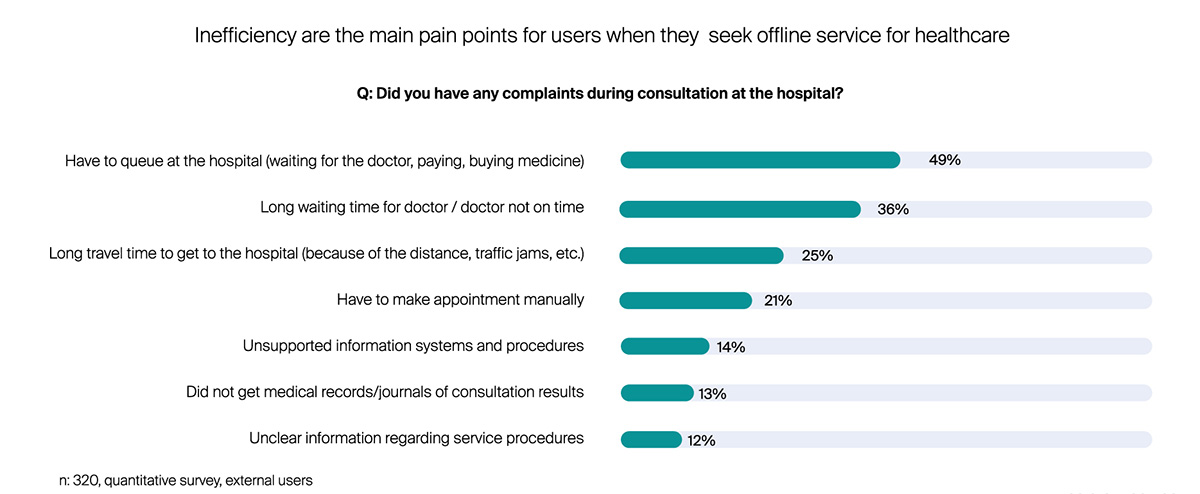 Inefficiency are the main pain points for users when they seek offline service for healthcare
Q: Did you have any complaints during consultation at the hospital?
Have to queue at the hospital (waiting for the doctor, paying, buying medicine) 49%
Long waiting time for doctor / doctor not on time 36%
Long travel time to get to the hospital (because of the distance, traffic jams, etc.) 25%
Have to make appointment manually 21%
Unsupported information systems and procedures 14%
Did not get medical records/journals of consultation results 13%
Unclear information regarding service procedures 12%
n: 320, quantitative survey, external users